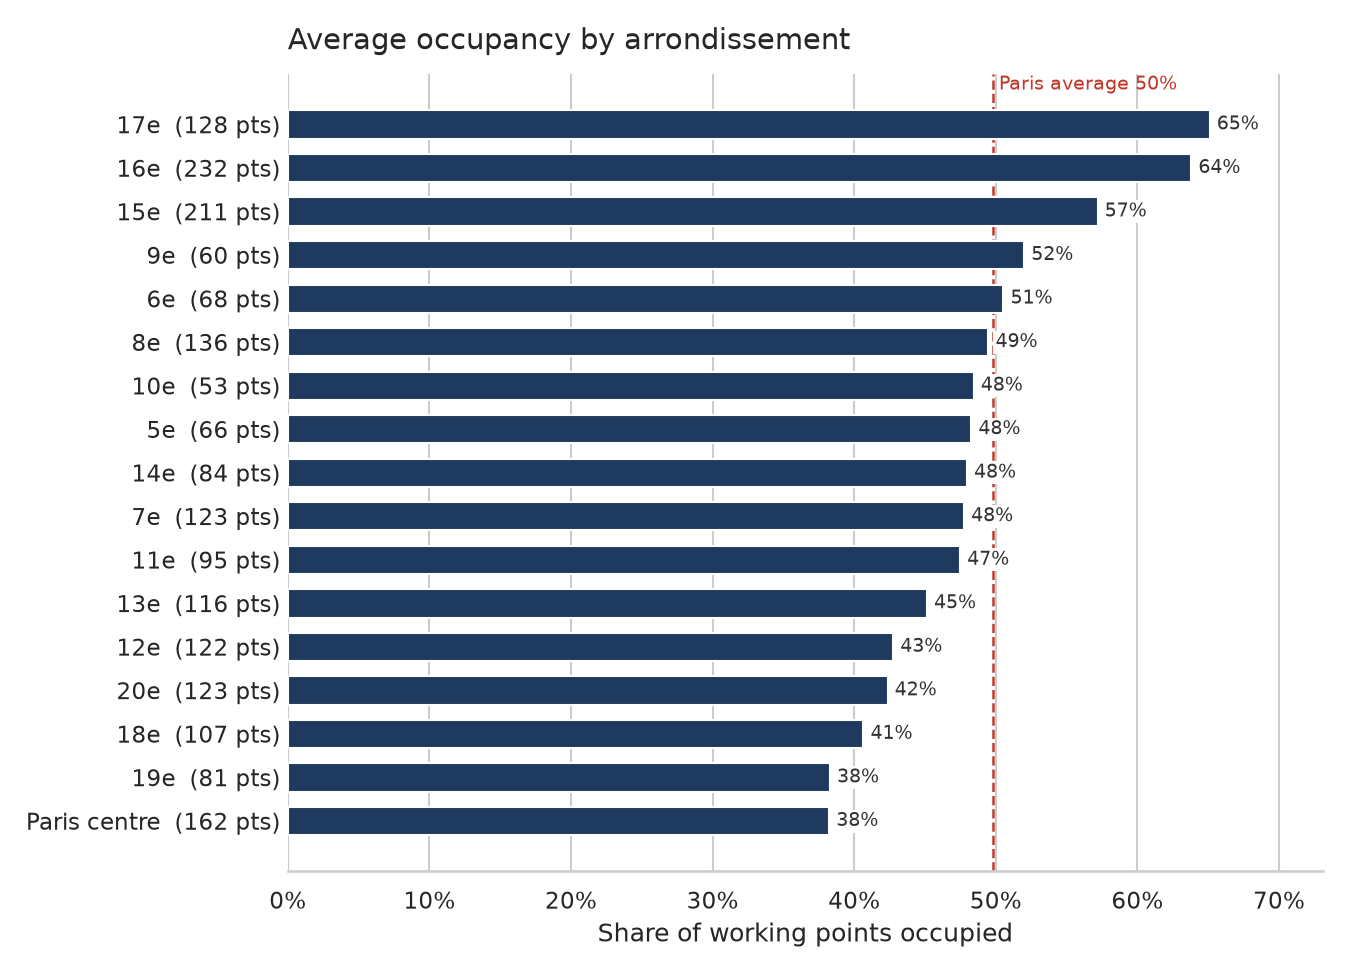 Average occupancy by arrondissement
Paris average 50%
17e (128 pts) 65%
16e (232 pts) 64%
15e (211 pts) 57%
9e (60 pts) 52%
6e (68 pts) 51%
8e (136 pts) 49%
10e (53 pts) 48%
5e (66 pts) 48%
14e (84 pts) 48%
7e (123 pts) 48%
11e (95 pts) 47%
13e (116 pts) 45%
12e (122 pts) 43%
20e (123 pts) 42%
18e (107 pts) 41%
19e (81 pts) 38%
Paris centre (162 pts) 38%
0% 10% 20% 30% 40% 50% 60% 70%
Share of working points occupied